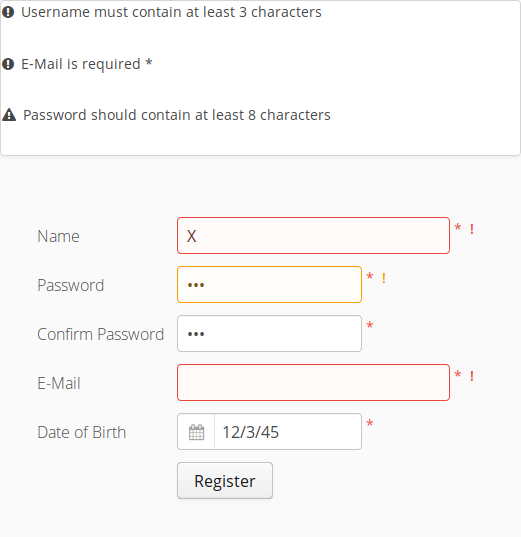 Username must contain at least 3 characters
E-Mail is required *
Password should contain at least 8 characters
Name X * !
Password ••• * !
Confirm Password ••• *
E-Mail * !
Date of Birth 12/3/45 *
Register